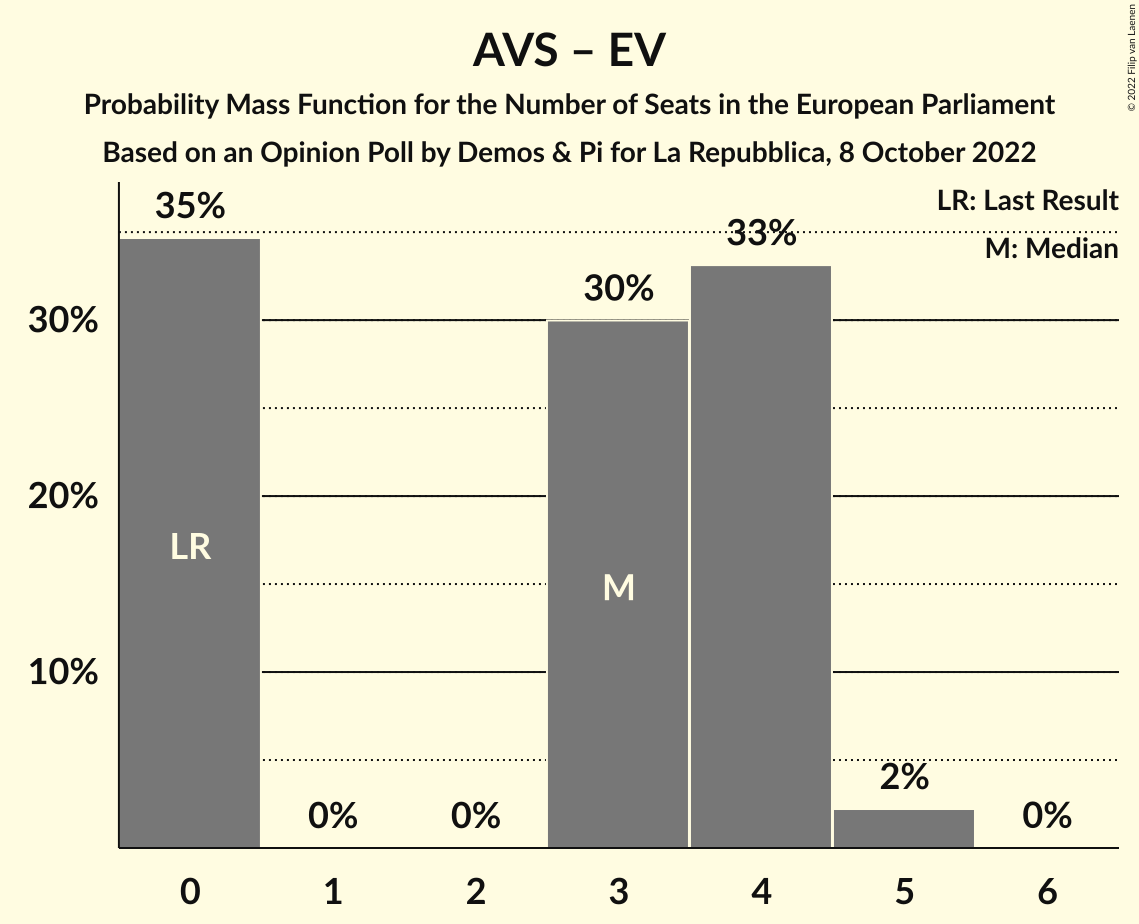 AVS – EV
Probability Mass Function for the Number of Seats in the European Parliament
Based on an Opinion Poll by Demos & Pi for La Repubblica, 8 October 2022
© 2022 Filip van Laenen
LR: Last Result
M: Median
35%
33%
30%
30%
20%
10%
LR
M
2%
0%
0%
0%
0 1 2 3 4 5 6